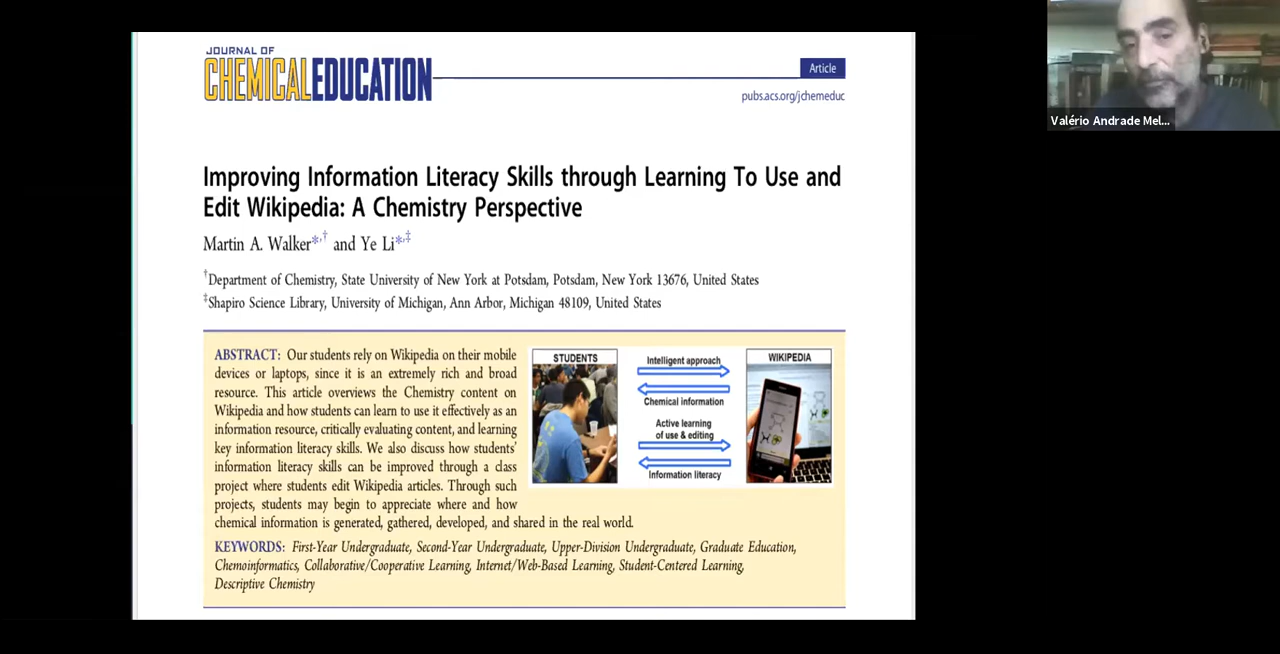 JOURNAL OF
CHEMICALEDUCATION
Article
pubs.acs.org/jchemeduc
Improving Information Literacy Skills through Learning To Use and
Edit Wikipedia: A Chemistry Perspective
Martin A. Walker*,† and Ye Li*,‡
†Department of Chemistry, State University of New York at Potsdam, Potsdam, New York 13676, United States
‡Shapiro Science Library, University of Michigan, Ann Arbor, Michigan 48109, United States
ABSTRACT: Our students rely on Wikipedia on their mobile
devices or laptops, since it is an extremely rich and broad
resource. This article overviews the Chemistry content on
Wikipedia and how students can learn to use it effectively as an
information resource, critically evaluating content, and learning
key information literacy skills. We also discuss how students'
information literacy skills can be improved through a class
project where students edit Wikipedia articles. Through such
projects, students may begin to appreciate where and how
chemical information is generated, gathered, developed, and shared in the real world.
STUDENTS
Intelligent approach
Chemical information
Active learning
of use & editing
Information literacy
WIKIPEDIA
KEYWORDS: First-Year Undergraduate, Second-Year Undergraduate, Upper-Division Undergraduate, Graduate Education,
Chemoinformatics, Collaborative/Cooperative Learning, Internet/Web-Based Learning, Student-Centered Learning,
Descriptive Chemistry
Valério Andrade Mel...